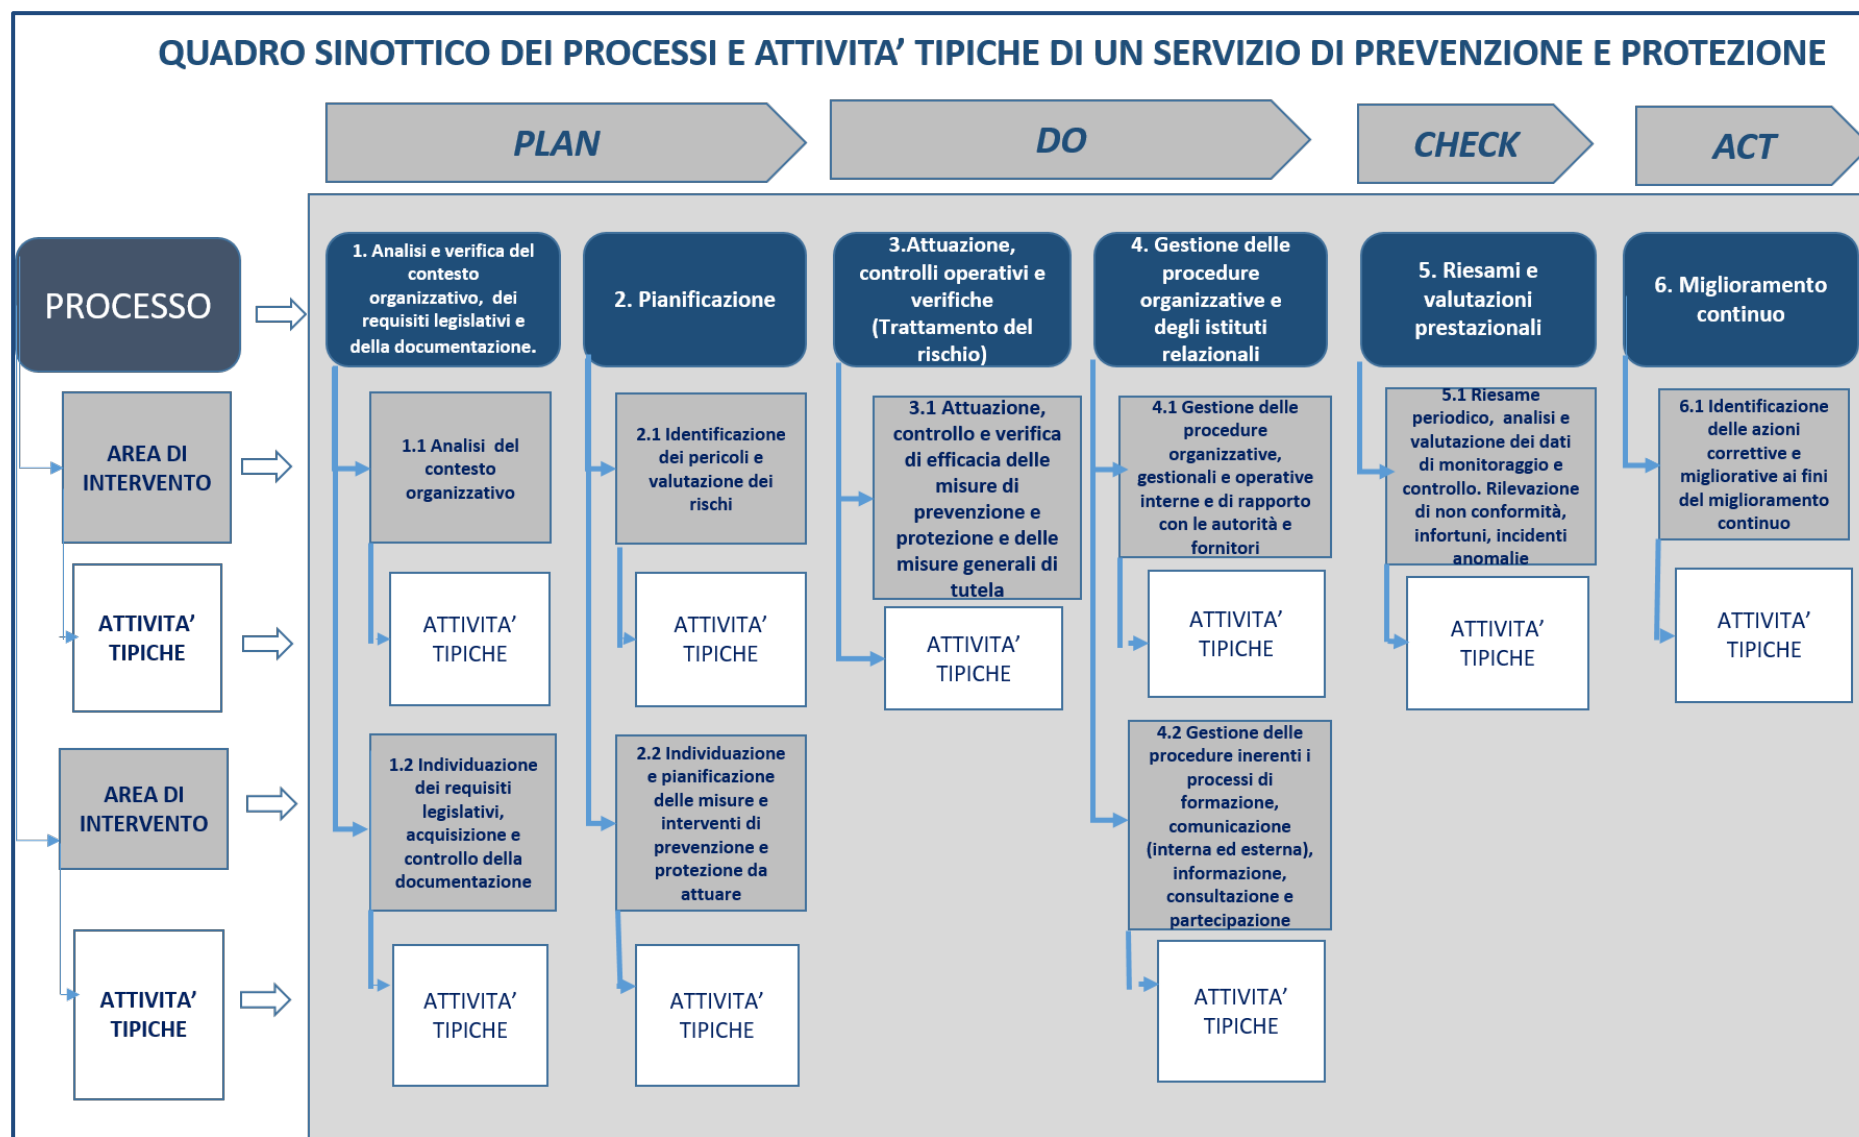 QUADRO SINOTTICO DEI PROCESSI E ATTIVITA’ TIPICHE DI UN SERVIZIO DI PREVENZIONE E PROTEZIONE
PLAN
DO
CHECK
ACT
PROCESSO
1. Analisi e verifica del
contesto
organizzativo, dei
requisiti legislativi e
della documentazione.
2. Pianificazione
3.Attuazione,
controlli operativi e
verifiche
(Trattamento del
rischio)
4. Gestione delle
procedure
organizzative e
degli istituti
relazionali
5. Riesami e
valutazioni
prestazionali
6. Miglioramento
continuo
AREA DI
INTERVENTO
1.1 Analisi del
contesto
organizzativo
2.1 Identificazione
dei pericoli e
valutazione dei
rischi
3.1 Attuazione,
controllo e verifica
di efficacia delle
misure di
prevenzione e
protezione e delle
misure generali di
tutela
4.1 Gestione delle
procedure
organizzative,
gestionali e operative
interne e di rapporto
con le autorità e
fornitori
5.1 Riesame
periodico, analisi e
valutazione dei dati
di monitoraggio e
controllo. Rilevazione
di non conformità,
infortuni, incidenti
anomalie
6.1 Identificazione
delle azioni
correttive e
migliorative ai fini
del miglioramento
continuo
ATTIVITA’
TIPICHE
ATTIVITA’
TIPICHE
ATTIVITA’
TIPICHE
ATTIVITA’
TIPICHE
ATTIVITA’
TIPICHE
ATTIVITA’
TIPICHE
ATTIVITA’
TIPICHE
AREA DI
INTERVENTO
1.2 Individuazione
dei requisiti
legislativi,
acquisizione e
controllo della
documentazione
2.2 Individuazione
e pianificazione
delle misure e
interventi di
prevenzione e
protezione da
attuare
4.2 Gestione delle
procedure inerenti i
processi di
formazione,
comunicazione
(interna ed esterna),
informazione,
consultazione e
partecipazione
ATTIVITA’
TIPICHE
ATTIVITA’
TIPICHE
ATTIVITA’
TIPICHE
ATTIVITA’
TIPICHE